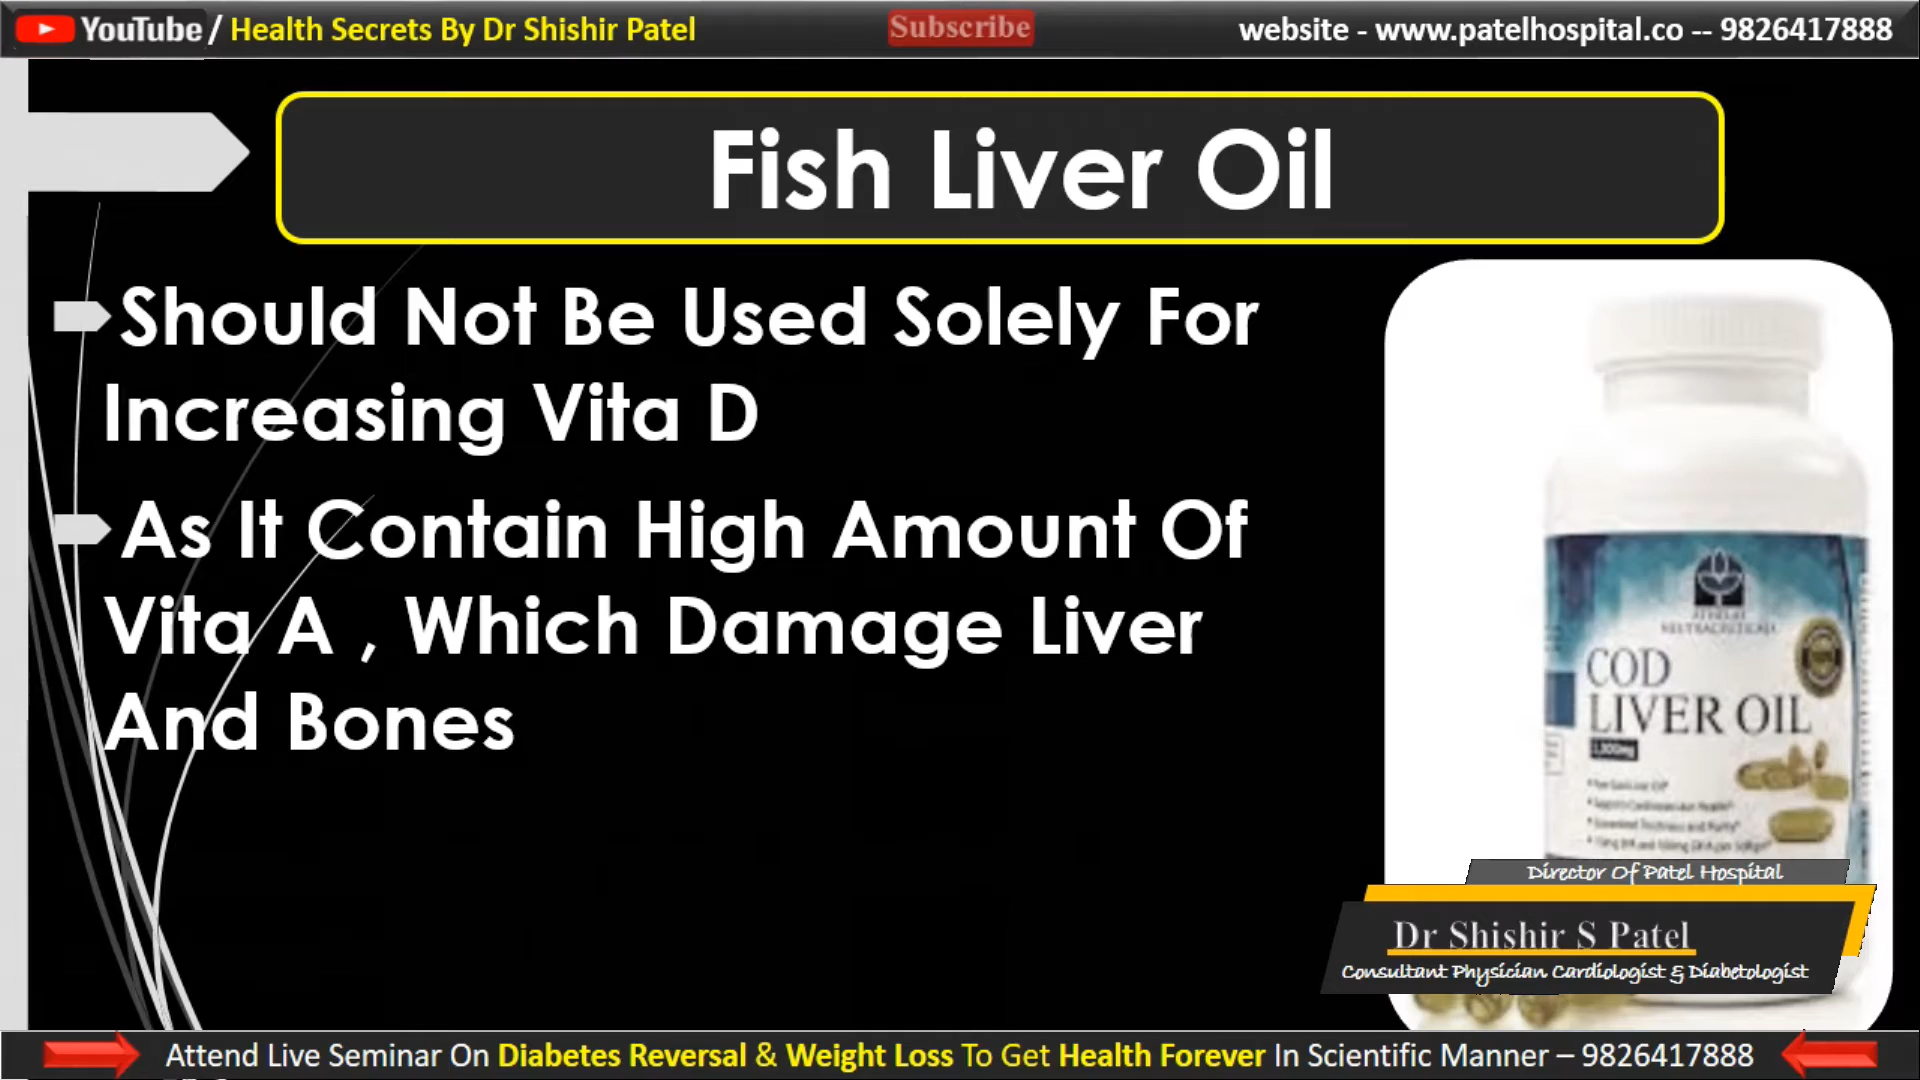 YouTube / Health Secrets By Dr Shishir Patel Subscribe website - www.patelhospital.co -- 9826417888
Fish Liver Oil
Should Not Be Used Solely For
Increasing Vita D
As It Contain High Amount Of
Vita A , Which Damage Liver
And Bones
NUTRACEUTICALS
COD
LIVER OIL
Director Of Patel Hospital
Dr Shishir S Patel
Consultant Physician Cardiologist & Diabetologist
Attend Live Seminar On Diabetes Reversal & Weight Loss To Get Health Forever In Scientific Manner – 9826417888